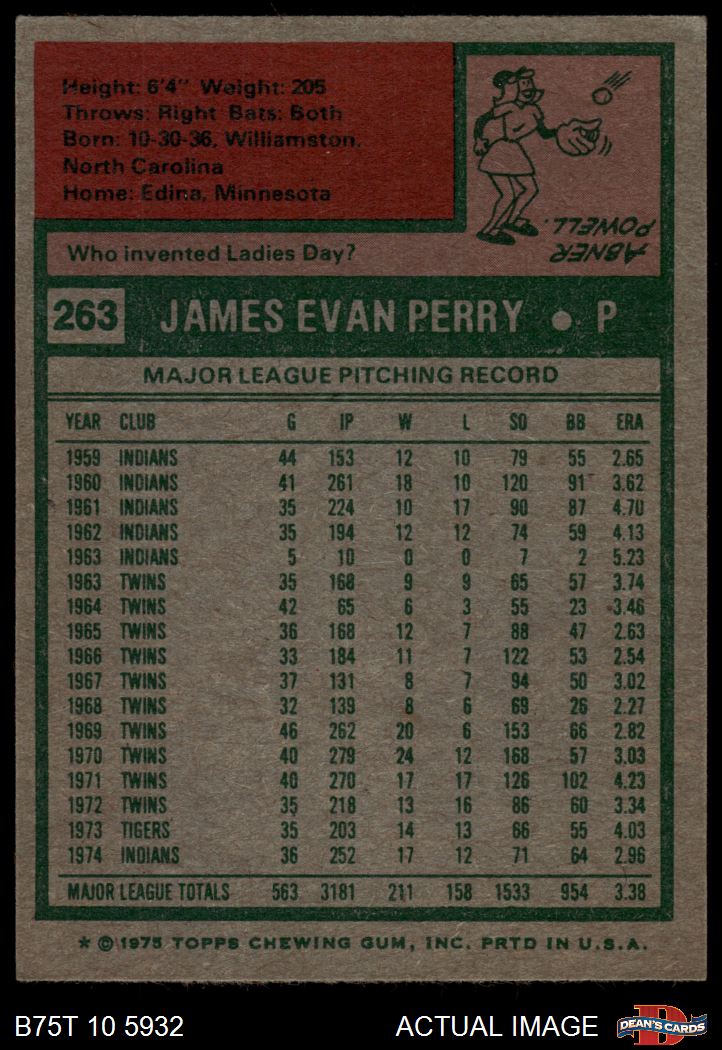 Height: 6'4" Weight: 205
Throws: Right Bats: Both
Born: 10-30-36, Williamston,
North Carolina
Home: Edina, Minnesota
Who invented Ladies Day?
ABNER
POWELL.
263 JAMES EVAN PERRY • P
MAJOR LEAGUE PITCHING RECORD
YEAR CLUB G IP W L SO BB ERA
1959 INDIANS 44 153 12 10 79 55 2.65
1960 INDIANS 41 261 18 10 120 91 3.62
1961 INDIANS 35 224 10 17 90 87 4.70
1962 INDIANS 35 194 12 12 74 59 4.13
1963 INDIANS 5 10 0 0 7 2 5.23
1963 TWINS 35 168 9 9 65 57 3.74
1964 TWINS 42 65 6 3 55 23 3.46
1965 TWINS 36 168 12 7 88 47 2.63
1966 TWINS 33 184 11 7 122 53 2.54
1967 TWINS 37 131 8 7 94 50 3.02
1968 TWINS 32 139 8 6 69 26 2.27
1969 TWINS 46 262 20 6 153 66 2.82
1970 TWINS 40 279 24 12 168 57 3.03
1971 TWINS 40 270 17 17 126 102 4.23
1972 TWINS 35 218 13 16 86 60 3.34
1973 TIGERS 35 203 14 13 66 55 4.03
1974 INDIANS 36 252 17 12 71 64 2.96
MAJOR LEAGUE TOTALS 563 3181 211 158 1533 954 3.38
* © 1975 TOPPS CHEWING GUM, INC. PRTD IN U.S.A.
B75T 10 5932 ACTUAL IMAGE D DEAN'S CARDS